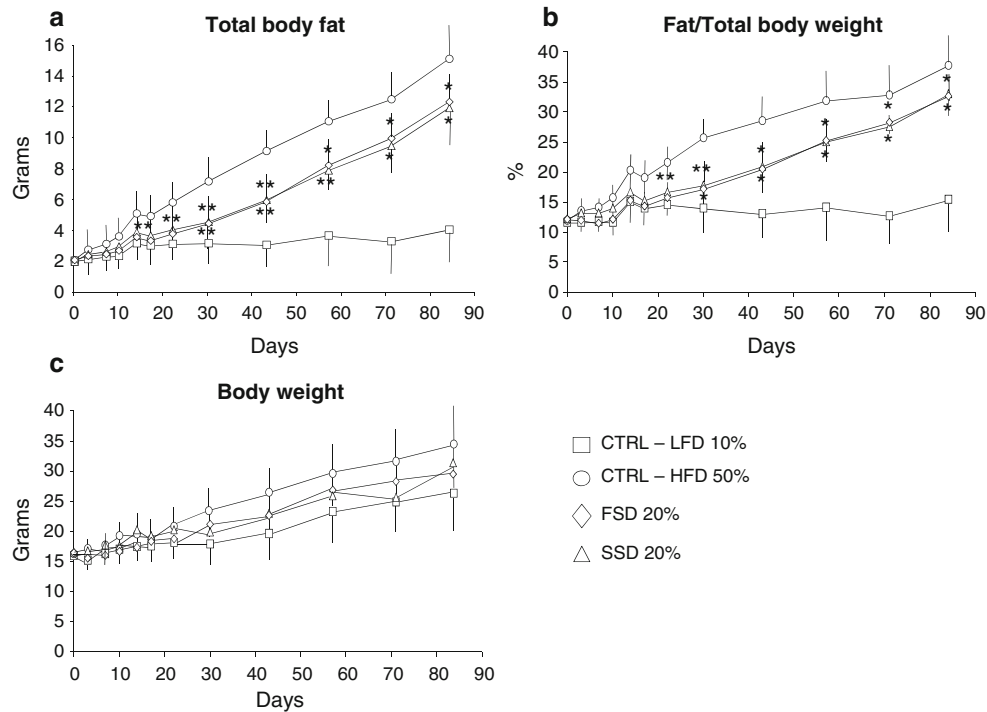 a
Total body fat
16
14
12
10
8
6
4
2
0
Grams
0 10 20 30 40 50 60 70 80 90
Days
** ** ** ** ** ** * ** * * * *
b
Fat/Total body weight
40
35
30
25
20
15
10
5
0
%
0 10 20 30 40 50 60 70 80 90
Days
** ** * * * * * * * * *
c
Body weight
40
35
30
25
20
15
10
5
0
Grams
0 10 20 30 40 50 60 70 80 90
Days
CTRL – LFD 10%
CTRL – HFD 50%
FSD 20%
SSD 20%